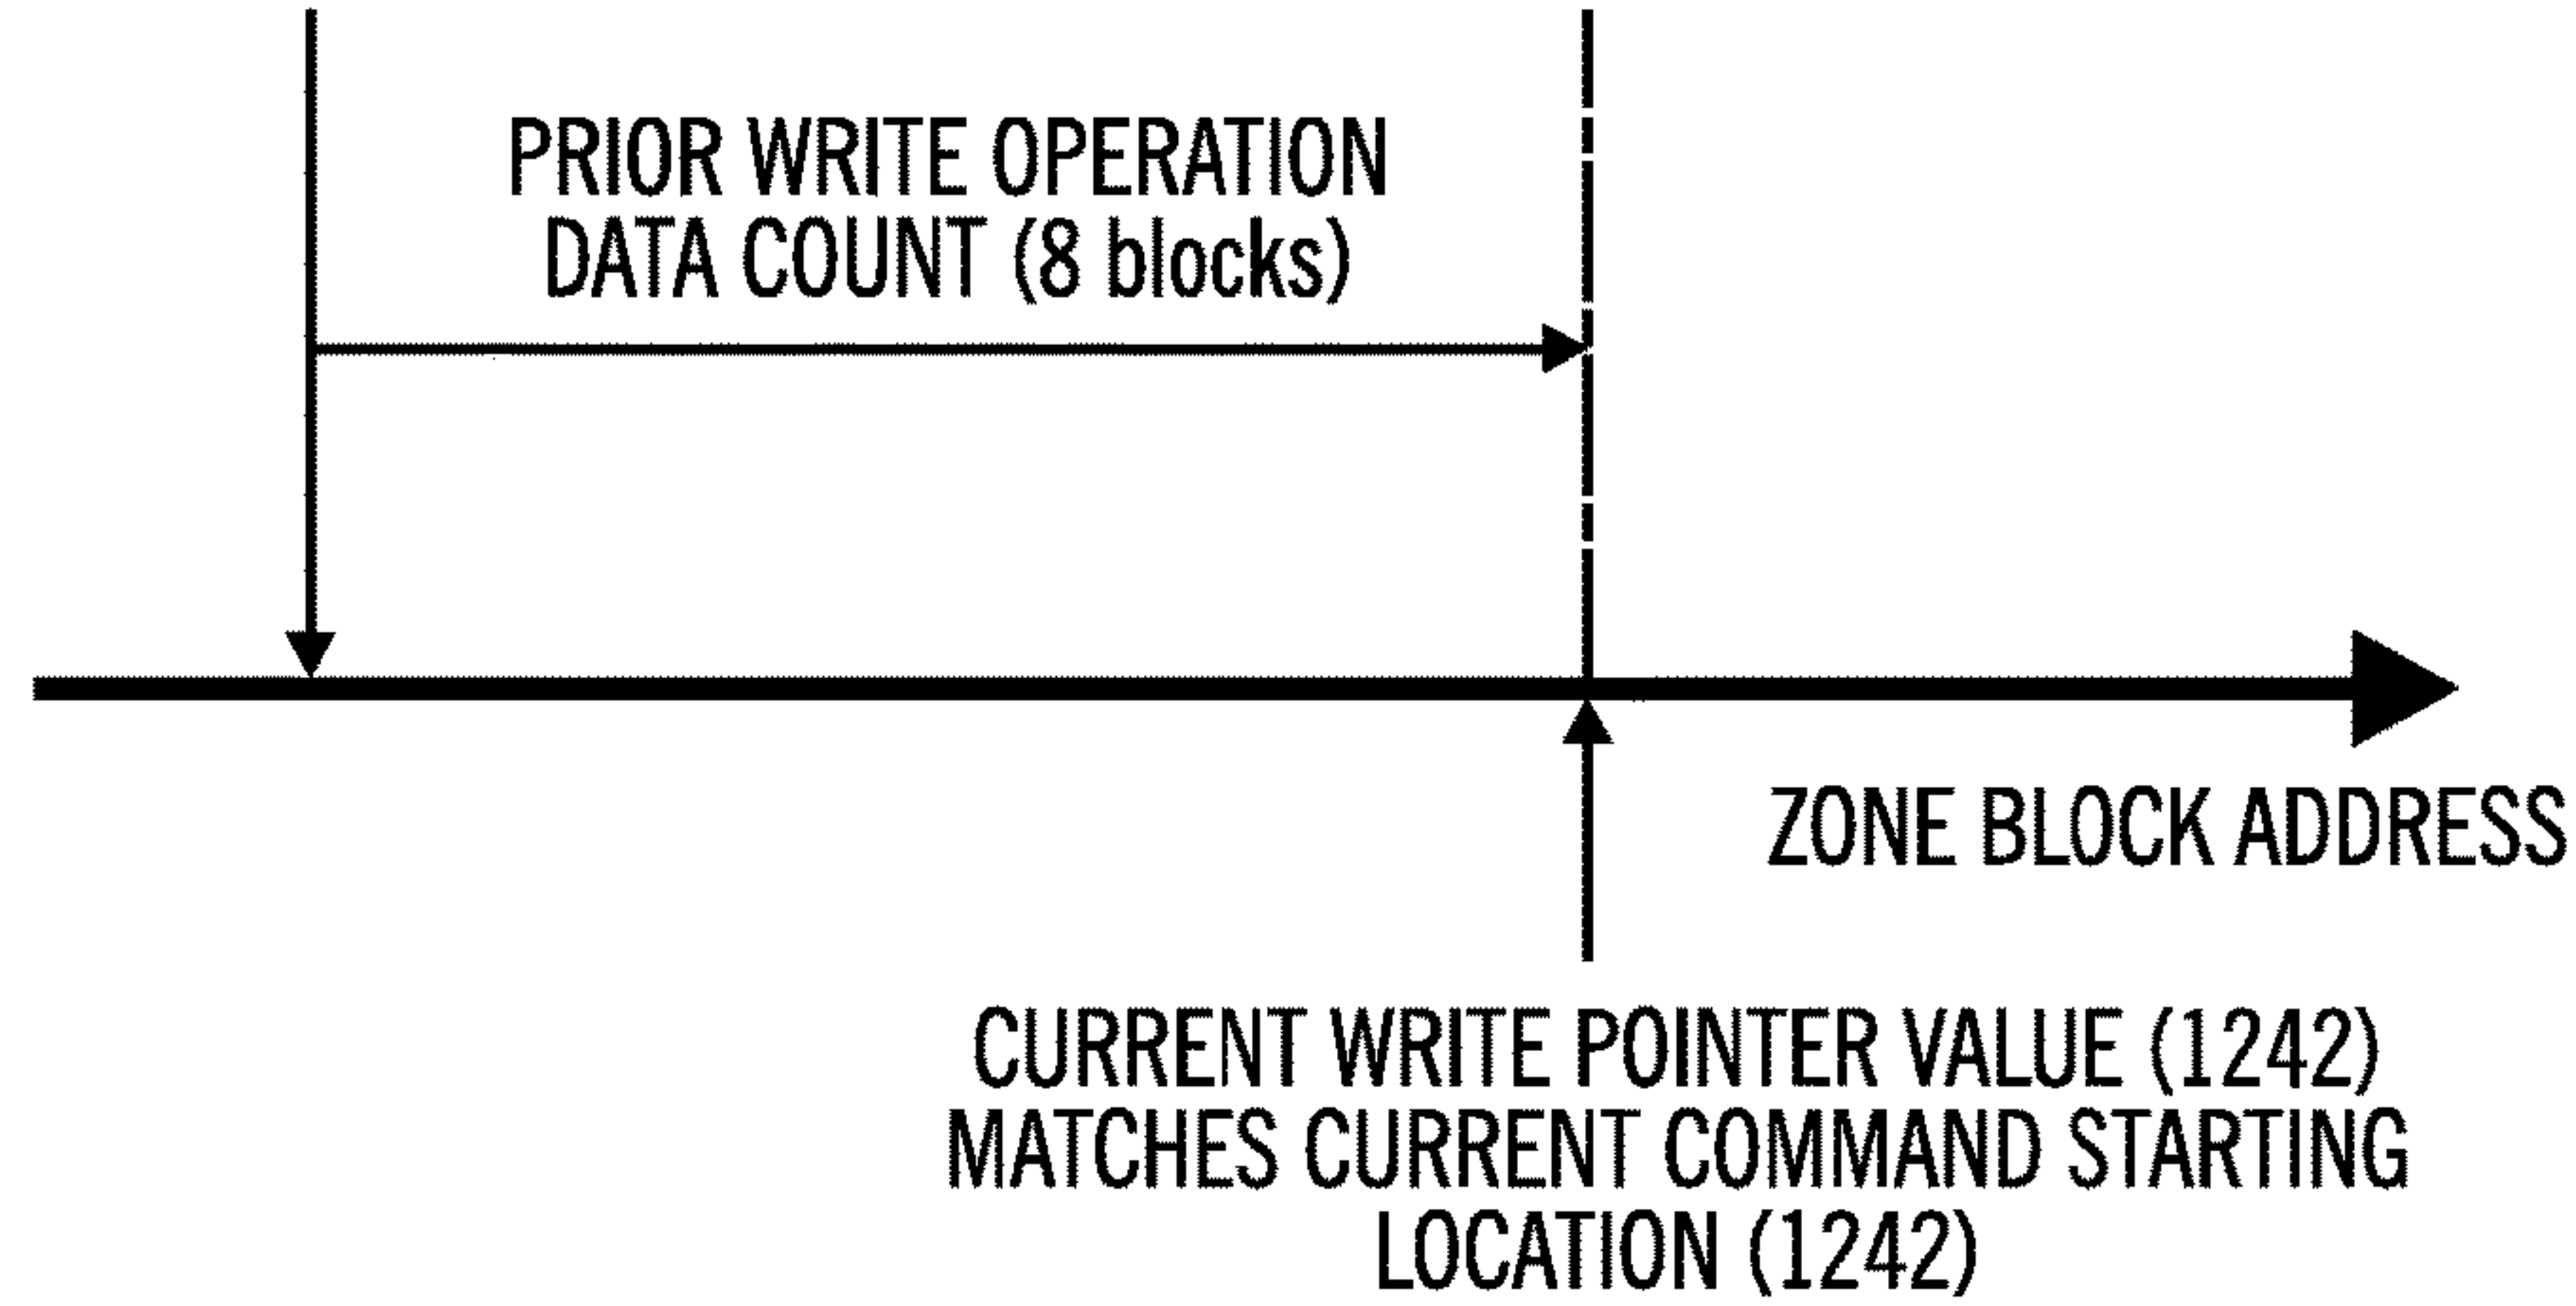 PRIOR WRITE OPERATION
DATA COUNT (8 blocks)
ZONE BLOCK ADDRESS
CURRENT WRITE POINTER VALUE (1242)
MATCHES CURRENT COMMAND STARTING
LOCATION (1242)